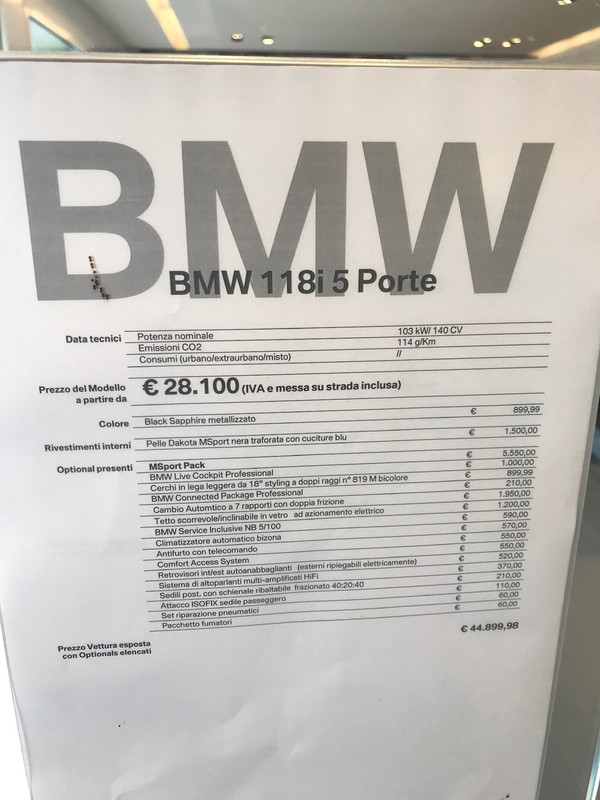 BMW
BMW 118i 5 Porte
Data tecnici Potenza nominale 103 kW/ 140 CV
Emissioni CO2 114 g/Km
Consumi (urbano/extraurbano/misto) //
Prezzo del Modello
a partire da € 28.100 (IVA e messa su strada inclusa)
Colore Black Sapphire metallizzato € 899,99
Rivestimenti interni Pelle Dakota MSport nera traforata con cuciture blu € 1.500,00
Optional presenti MSport Pack € 5.550,00
BMW Live Cockpit Professional € 1.000,00
Cerchi in lega leggera da 18" styling a doppi raggi n° 819 M bicolore € 899,99
BMW Connected Package Professional € 210,00
Cambio Automtico a 7 rapporti con doppia frizione € 1.950,00
Tetto scorrevole/inclinabile in vetro ad azionamento elettrico € 1.200,00
BMW Service Inclusive NB 5/100 € 590,00
Climatizzatore automatico bizona € 570,00
Antifurto con telecomando € 550,00
Comfort Access System € 550,00
Retrovisori int/est autoanabbaglianti (esterni ripiegabili elettricamente) € 520,00
Sistema di altoparlanti multi-amplificati HiFi € 370,00
Sedili post. con schienale ribaltabile frazionato 40:20:40 € 210,00
Attacco ISOFIX sedile passeggero € 110,00
Set riparazione pneumatici € 60,00
Pacchetto fumatori € 60,00
Prezzo Vettura esposta
con Optionals elencati € 44.899,98